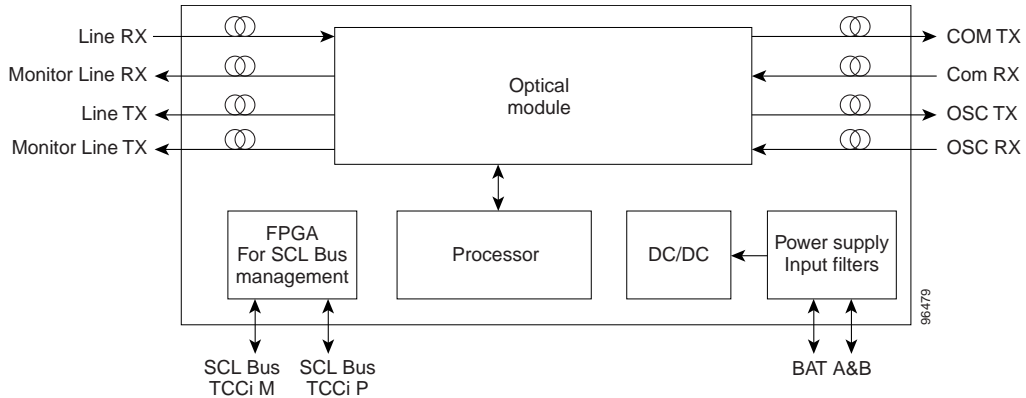 Line RX
COM TX
Monitor Line RX
Com RX
Line TX
OSC TX
Monitor Line TX
OSC RX
Optical
module
FPGA
For SCL Bus
management
Processor
DC/DC
Power supply
Input filters
96479
SCL Bus
TCCi M
SCL Bus
TCCi P
BAT A&B